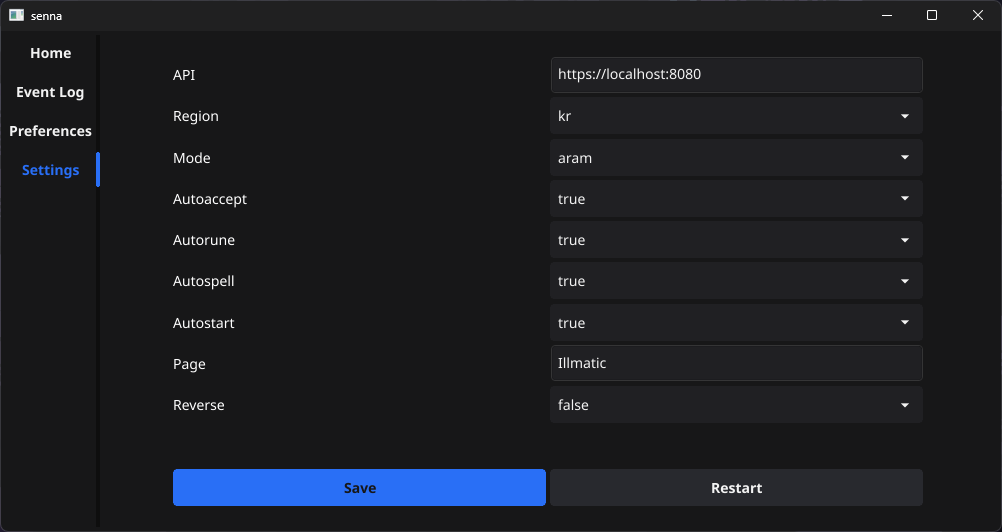 senna
Home
Event Log
Preferences
Settings
API https://localhost:8080
Region kr
Mode aram
Autoaccept true
Autorune true
Autospell true
Autostart true
Page Illmatic
Reverse false
Save Restart